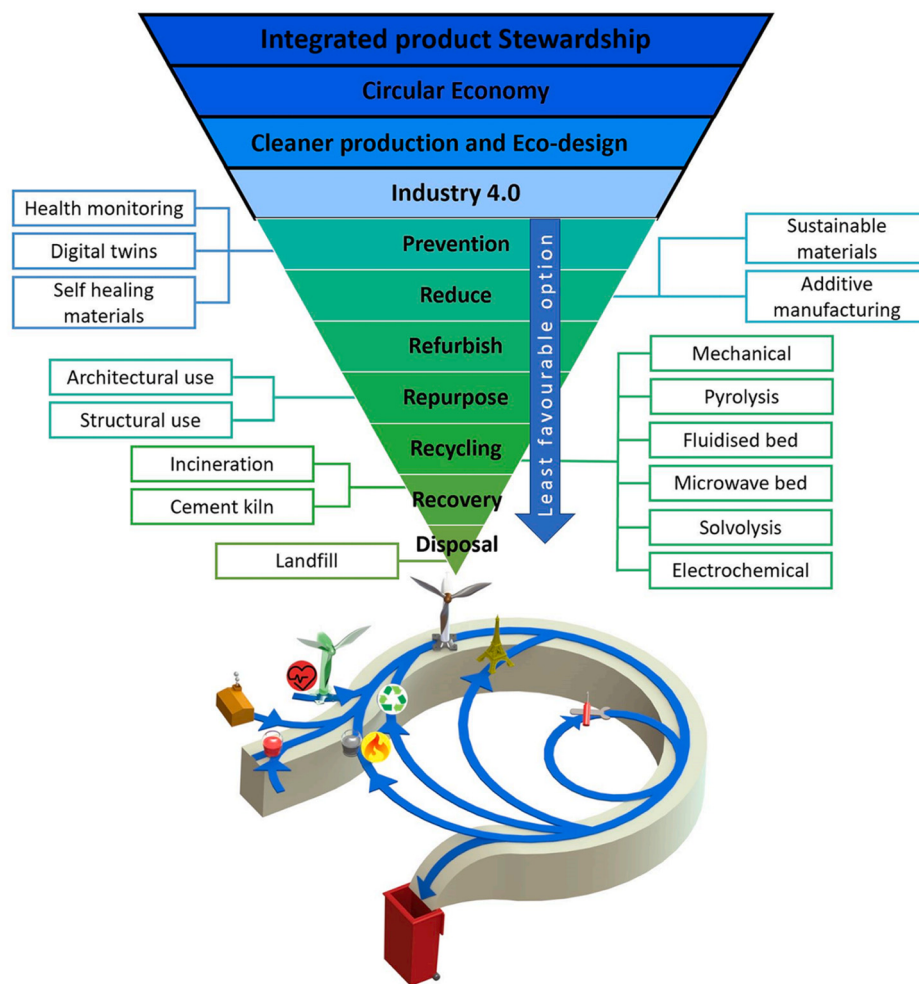 Integrated product Stewardship
Circular Economy
Cleaner production and Eco-design
Industry 4.0
Health monitoring
Digital twins
Self healing
materials
Prevention
Reduce
Refurbish
Repurpose
Recycling
Recovery
Disposal
Least favourable option
Sustainable
materials
Additive
manufacturing
Architectural use
Structural use
Incineration
Cement kiln
Landfill
Mechanical
Pyrolysis
Fluidised bed
Microwave bed
Solvolysis
Electrochemical